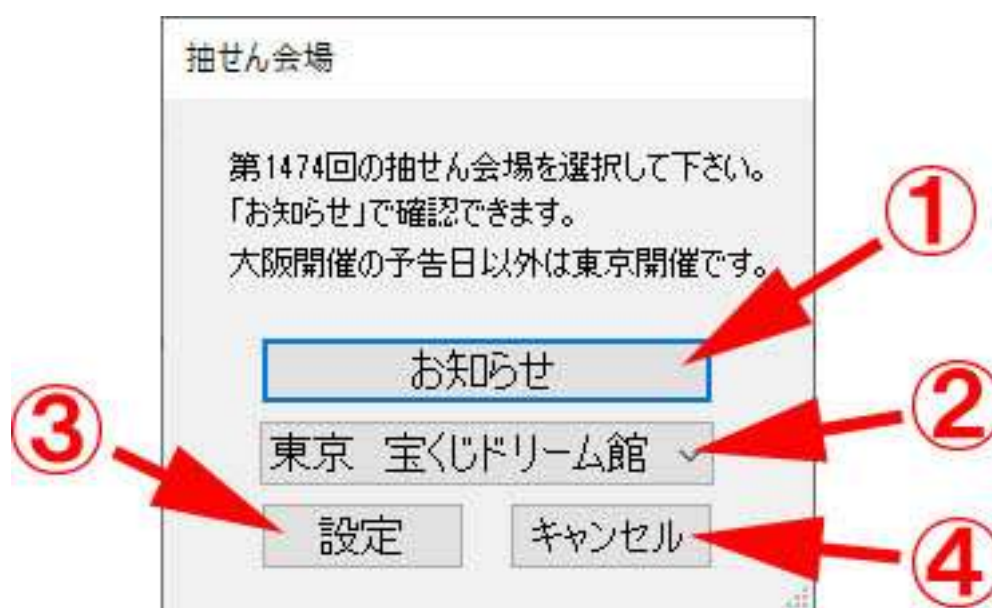 抽せん会場
第1474回の抽せん会場を選択して下さい。
「お知らせ」で確認できます。
大阪開催の予告日以外は東京開催です。
①
お知らせ
②
東京 宝くじドリーム館
③
設定
キャンセル
④